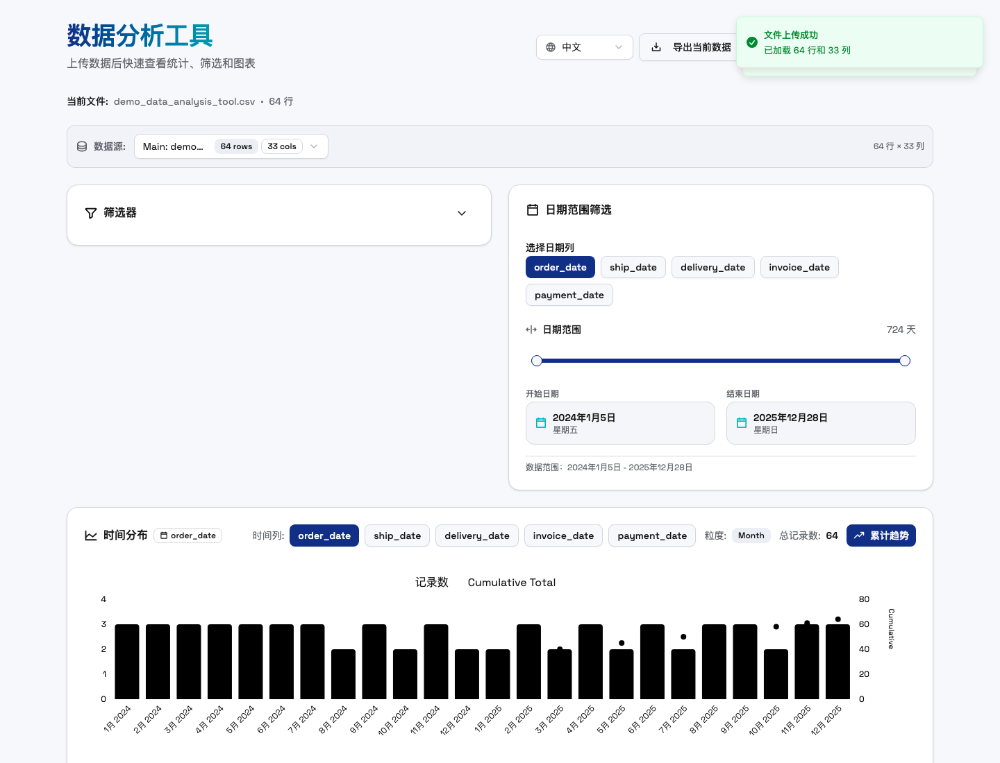 数据分析工具
上传数据后快速查看统计、筛选和图表
中文
导出当前数据
文件上传成功
已加载 64 行和 33 列
当前文件: demo_data_analysis_tool.csv • 64 行
数据源: Main: demo... 64 rows 33 cols
64 行 × 33 列
筛选器
日期范围筛选
选择日期列
order_date ship_date delivery_date invoice_date
payment_date
日期范围 724 天
开始日期 结束日期
2024年1月5日 2025年12月28日
星期五 星期日
数据范围: 2024年1月5日 - 2025年12月28日
时间分布 order_date 时间列: order_date ship_date delivery_date invoice_date payment_date 粒度: Month 总记录数: 64 累计趋势
记录数 Cumulative Total
4 80
3 60
2 40
1 20
0 0
Cumulative
1月 2024 2月 2024 3月 2024 4月 2024 5月 2024 6月 2024 7月 2024 8月 2024 9月 2024 10月 2024 11月 2024 12月 2024 1月 2025 2月 2025 3月 2025 4月 2025 5月 2025 6月 2025 7月 2025 8月 2025 9月 2025 10月 2025 11月 2025 12月 2025